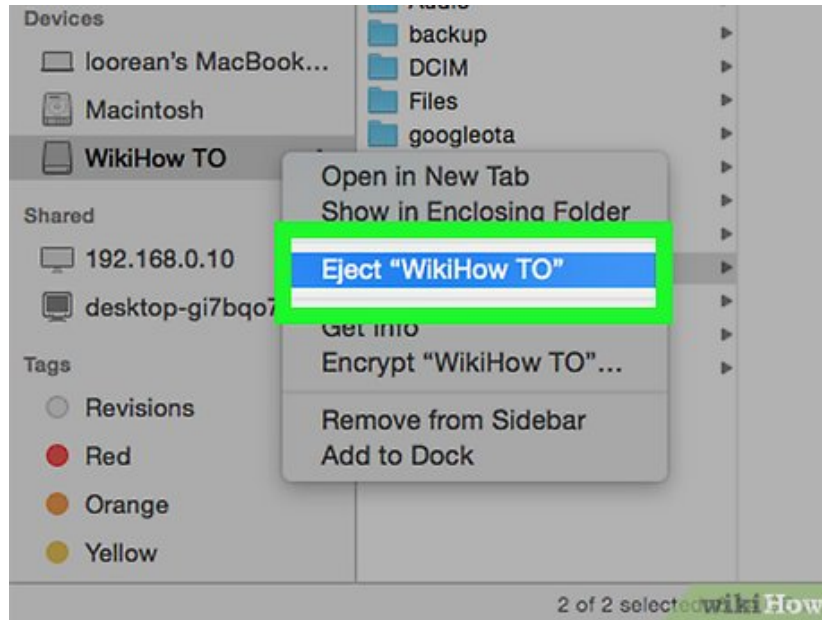 Devices
loorean's MacBook...
Macintosh
WikiHow TO
Shared
192.168.0.10
desktop-gi7bqo7
Tags
Revisions
Red
Orange
Yellow
Audio
backup
DCIM
Files
googleota
Open in New Tab
Show in Enclosing Folder
Eject “WikiHow TO”
Get Info
Encrypt “WikiHow TO”...
Remove from Sidebar
Add to Dock
2 of 2 selected
wikiHow